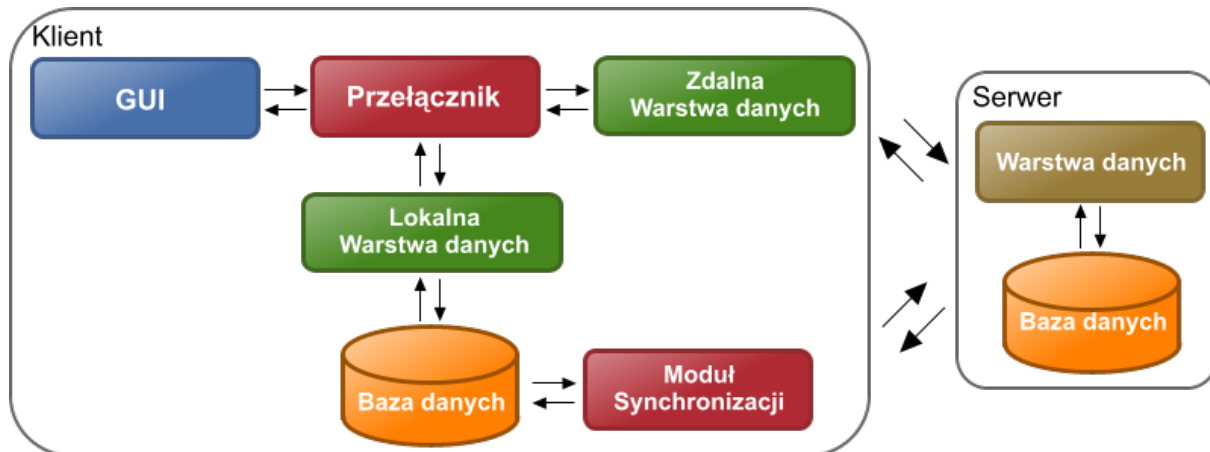 Klient
GUI
Przełącznik
Zdalna
Warstwa danych
Lokalna
Warstwa danych
Baza danych
Moduł
Synchronizacji
Serwer
Warstwa danych
Baza danych